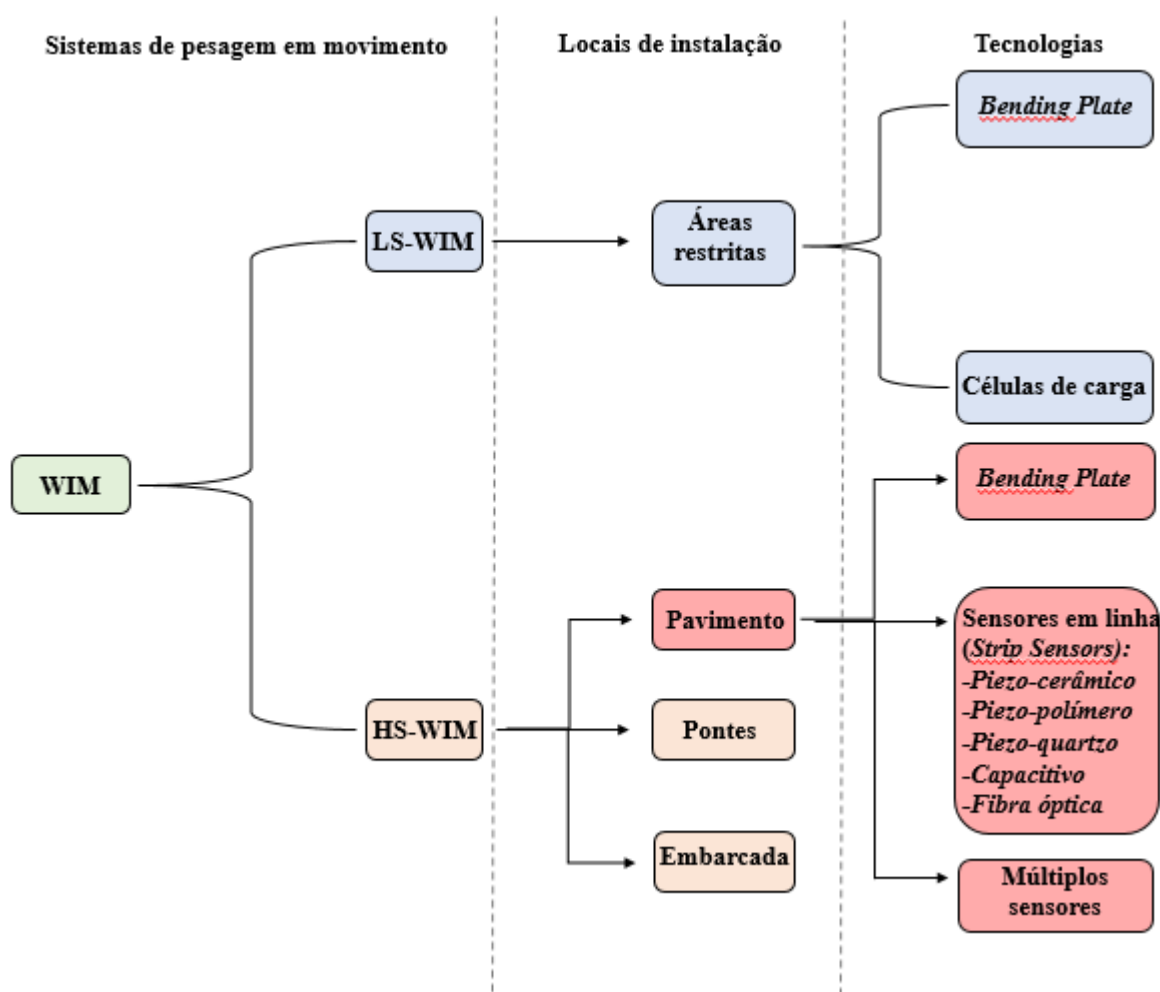 Sistemas de pesagem em movimento
Locais de instalação
Tecnologias
Bending Plate
LS-WIM
Áreas
restritas
Células de carga
WIM
Bending Plate
Pavimento
Sensores em linha
(Strip Sensors):
-Piezo-cerâmico
-Piezo-polímero
-Piezo-quartzo
-Capacitivo
-Fibra óptica
HS-WIM
Pontes
Embarcada
Múltiplos
sensores